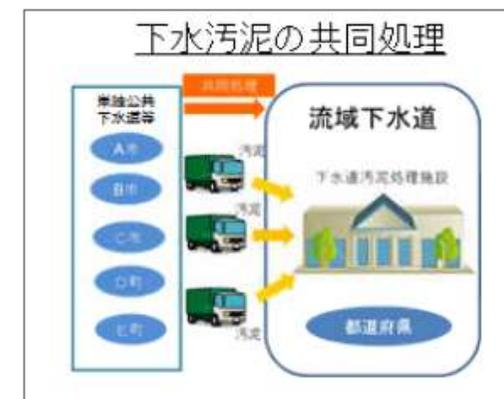 下水汚泥の共同処理
共同処理
単独公共
下水道等
A市
B市
C市
D町
E町
汚泥
汚泥
汚泥
流域下水道
下水道汚泥処理施設
都道府県